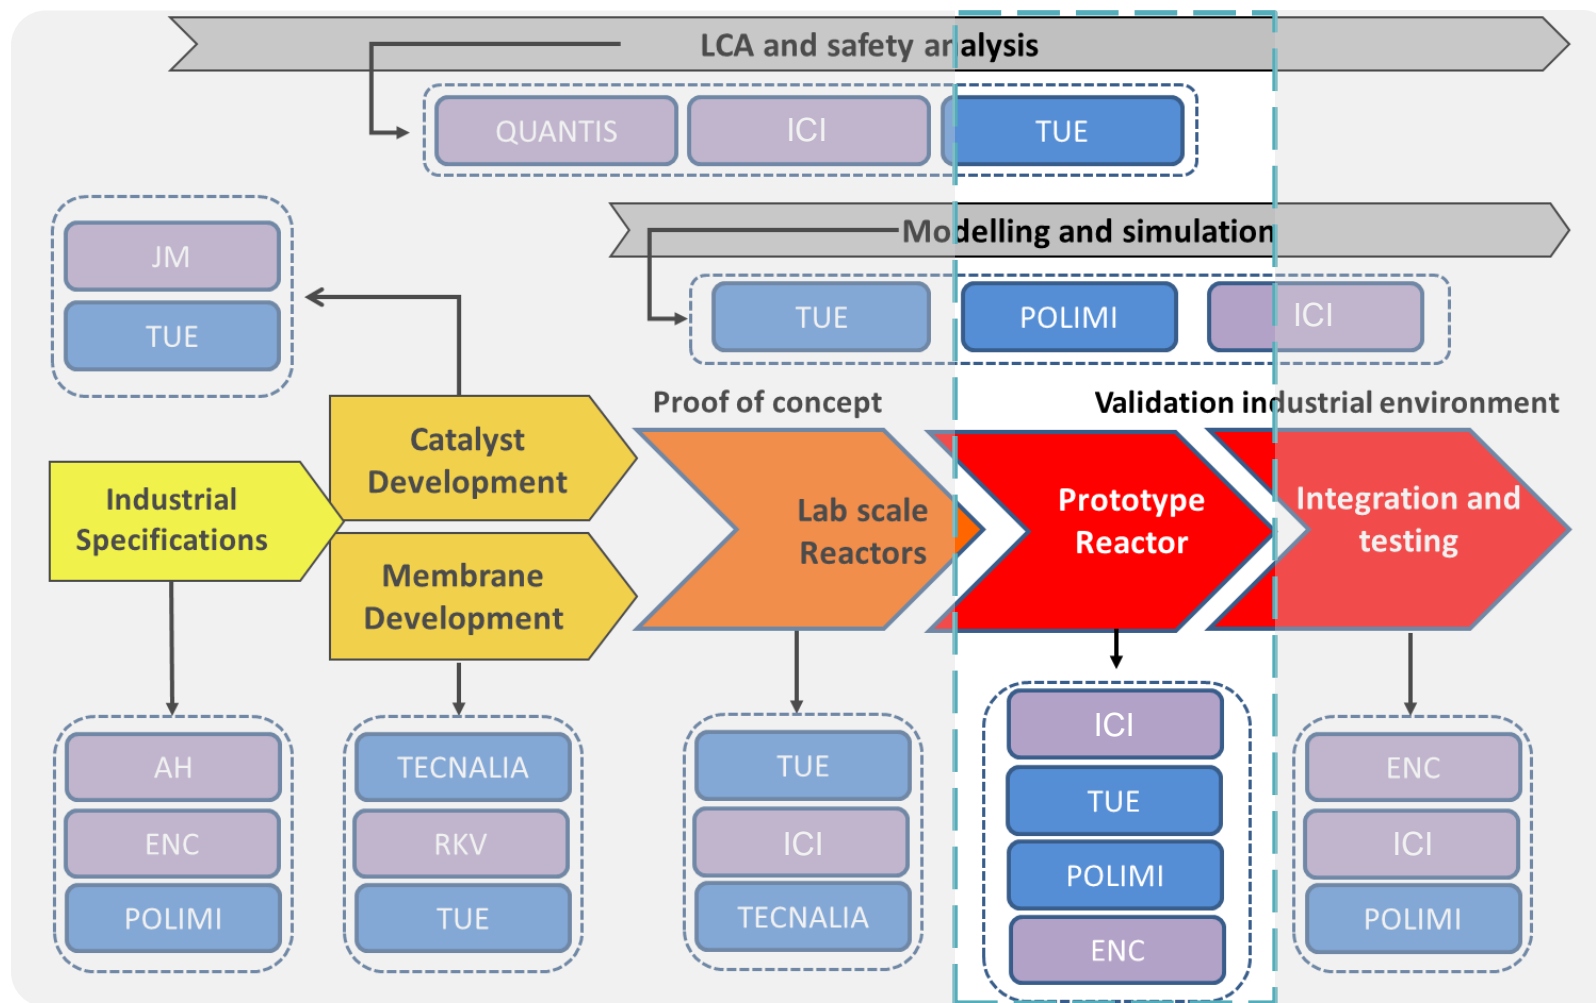 LCA and safety analysis
QUANTIS
ICI
TUE
JM
TUE
Modelling and simulation
TUE
POLIMI
ICI
Proof of concept
Validation industrial environment
Industrial
Specifications
Catalyst
Development
Membrane
Development
Lab scale
Reactors
Prototype
Reactor
Integration and
testing
AH
ENC
POLIMI
TECNALIA
RKV
TUE
TUE
ICI
TECNALIA
ICI
TUE
POLIMI
ENC
ENC
ICI
POLIMI